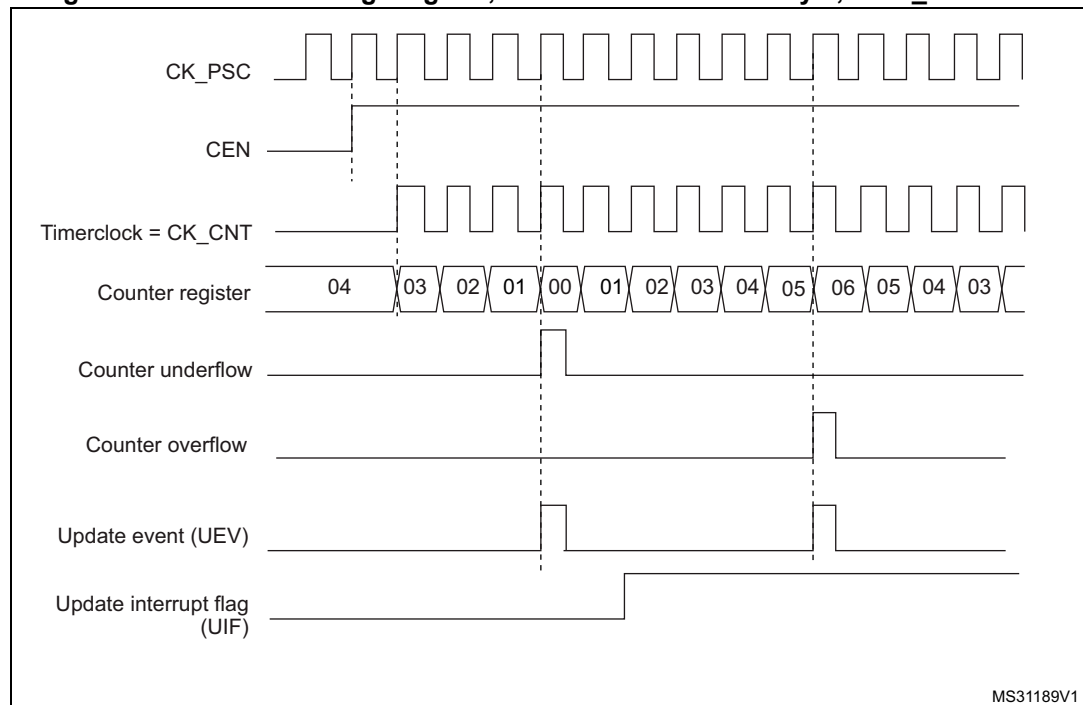 CK_PSC
CEN
Timerclock = CK_CNT
Counter register 04 03 02 01 00 01 02 03 04 05 06 05 04 03
Counter underflow
Counter overflow
Update event (UEV)
Update interrupt flag
(UIF)
MS31189V1